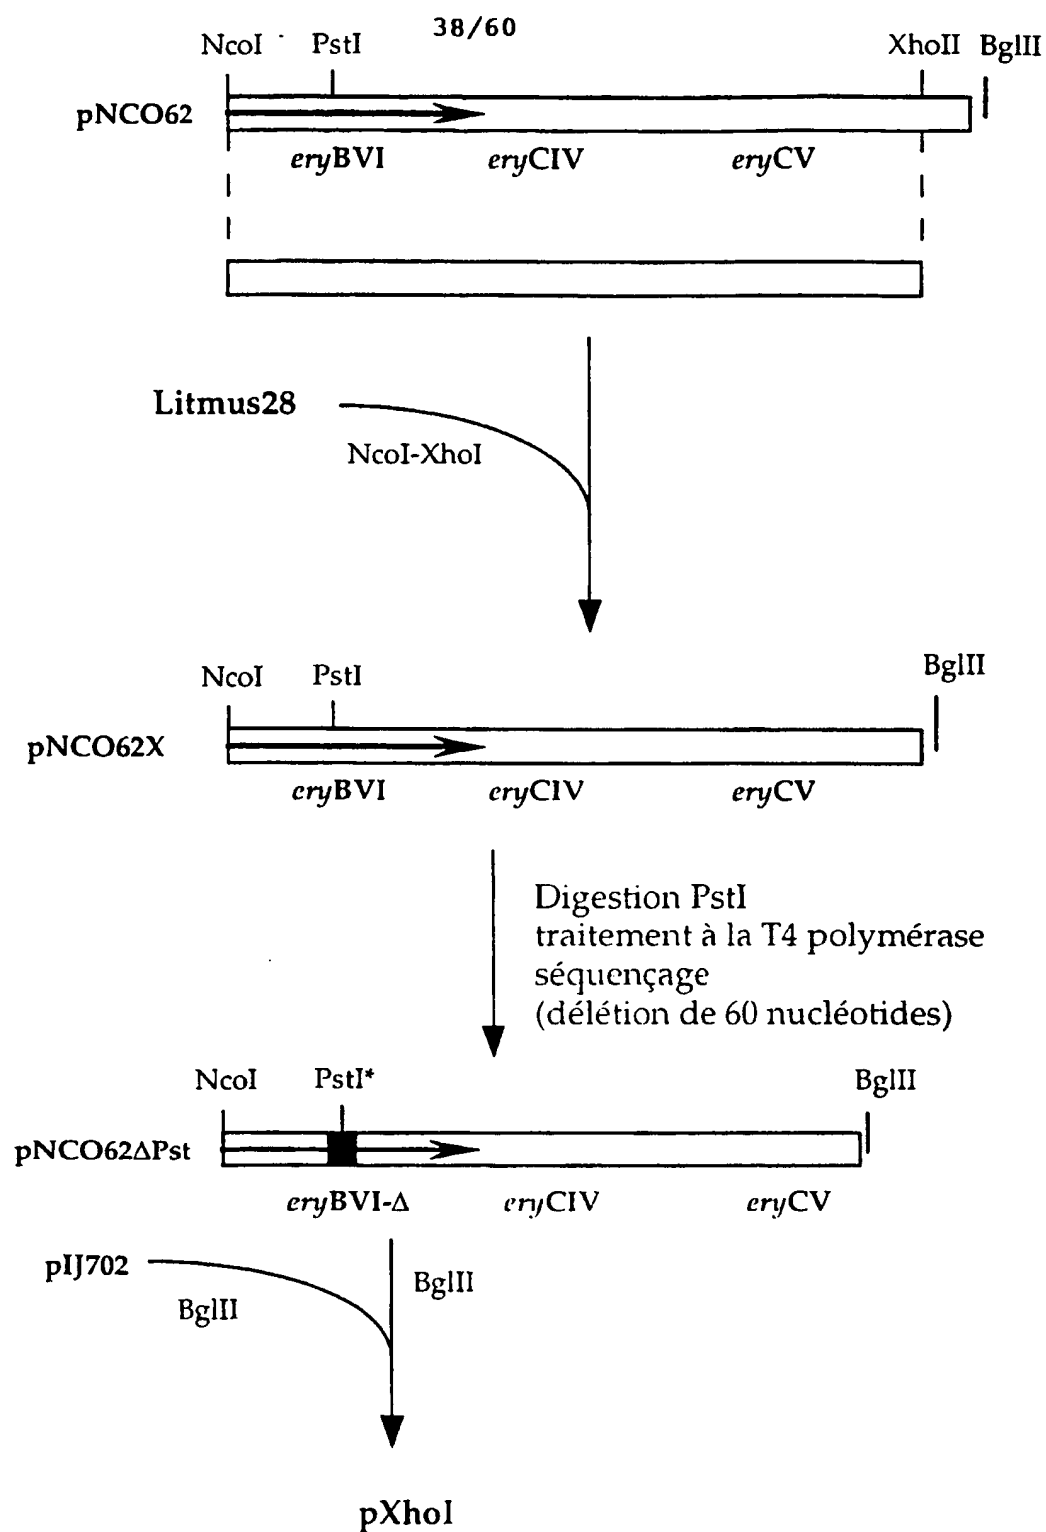 38/60
NcoI PstI XhoII BglII
pNCO62
eryBVI eryCIV eryCV
Litmus28
NcoI-XhoI
NcoI PstI BglII
pNCO62X
eryBVI eryCIV eryCV
Digestion PstI
traitement à la T4 polymérase
séquençage
(délétion de 60 nucléotides)
NcoI PstI* BglII
pNCO62ΔPst
eryBVI-Δ eryCIV eryCV
pIJ702
BglII
BglII
pXhoI